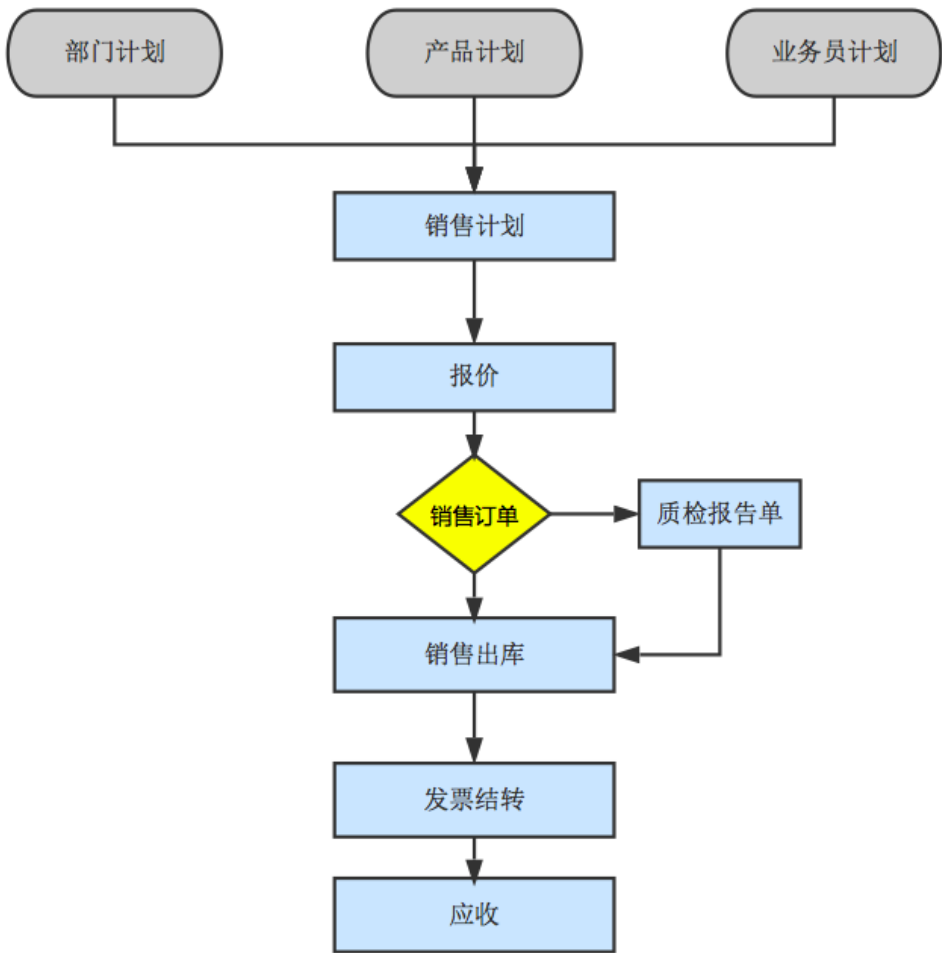 部门计划
产品计划
业务员计划
销售计划
报价
销售订单
质检报告单
销售出库
发票结转
应收